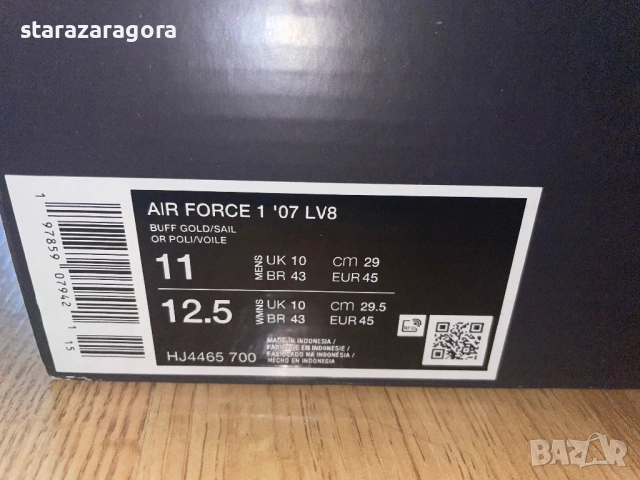 starazaragora
AIR FORCE 1 '07 LV8
BUFF GOLD/SAIL
OR POLI/VOILE
11 MENS UK 10 CM 29
BR 43 EUR 45
12.5 WMNS UK 10 CM 29.5
BR 43 EUR 45
HJ4465 700
MADE IN INDONESIA/
FABRIQUE EN INDONESIE/
FABRICADO NA INDONESIA/
HECHO EN INDONESIA
1 97859 07942 1 15
BAZAR